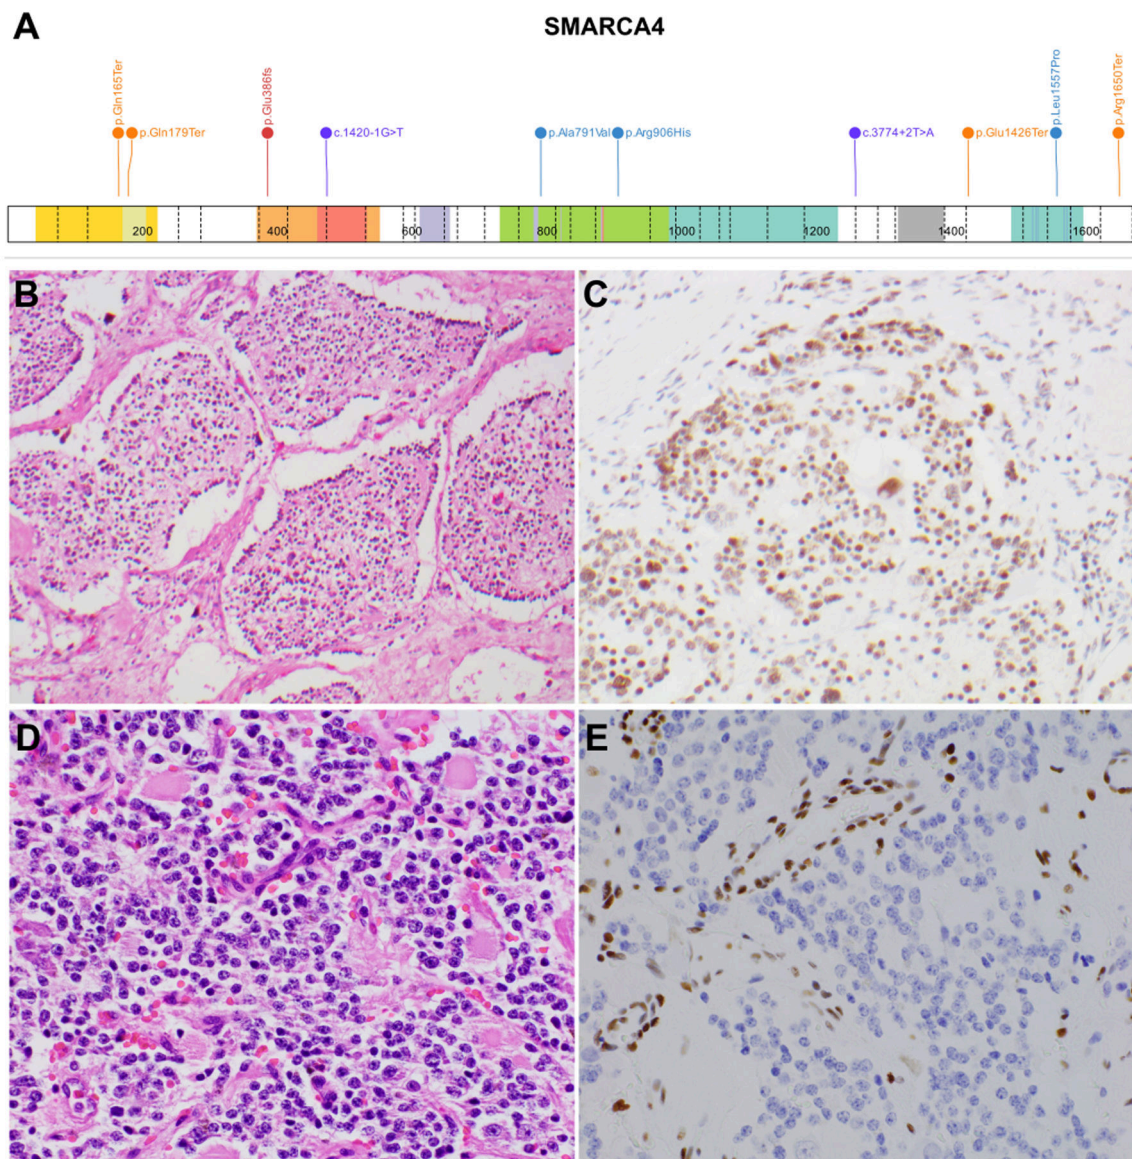 A
SMARCA4
p.Gln165Ter
p.Gln179Ter
p.Glu386fs
c.1420-1G>T
p.Ala791Val
p.Arg906His
c.3774+2T>A
p.Glu1426Ter
p.Leu1557Pro
p.Arg1650Ter
200 400 600 800 1000 1200 1400 1600
B
C
D
E